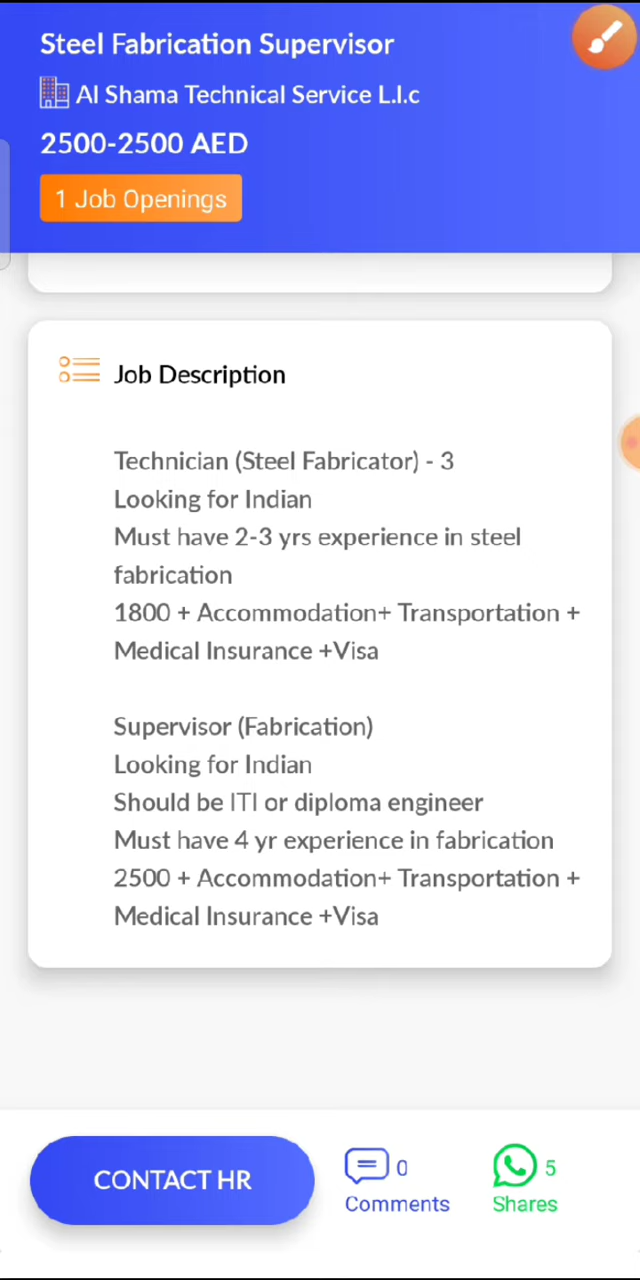 Steel Fabrication Supervisor
Al Shama Technical Service L.l.c
2500-2500 AED
1 Job Openings
Job Description
Technician (Steel Fabricator) - 3
Looking for Indian
Must have 2-3 yrs experience in steel
fabrication
1800 + Accommodation+ Transportation +
Medical Insurance +Visa
Supervisor (Fabrication)
Looking for Indian
Should be ITI or diploma engineer
Must have 4 yr experience in fabrication
2500 + Accommodation+ Transportation +
Medical Insurance +Visa
CONTACT HR
0
Comments
5
Shares